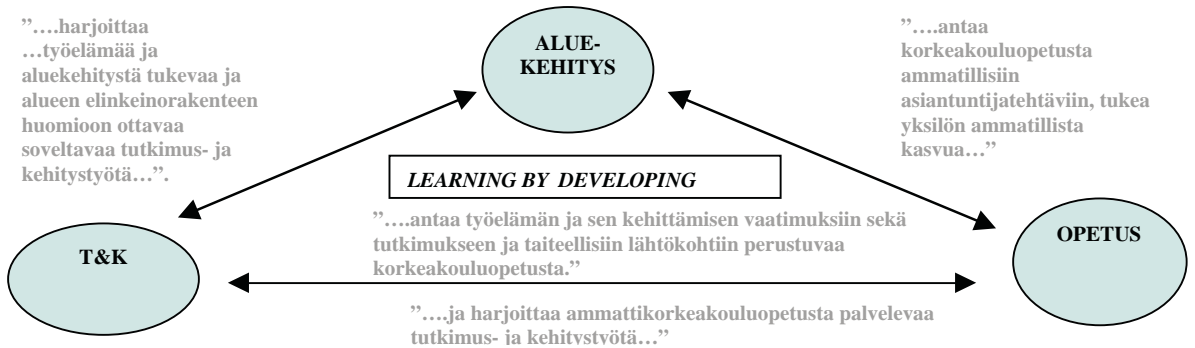 ”….harjoittaa
…työelämää ja
aluekehitystä tukevaa ja
alueen elinkeinorakenteen
huomioon ottavaa
soveltavaa tutkimus- ja
kehitystyötä…”.
ALUE-
KEHITYS
”….antaa
korkeakouluopetusta
ammatillisiin
asiantuntijatehtäviin, tukea
yksilön ammatillista
kasvua…”
LEARNING BY DEVELOPING
”….antaa työelämän ja sen kehittämisen vaatimuksiin sekä
tutkimukseen ja taiteellisiin lähtökohtiin perustuvaa
korkeakouluopetusta.”
T&K
OPETUS
”….ja harjoittaa ammattikorkeakouluopetusta palvelevaa
tutkimus- ja kehitystyötä…”